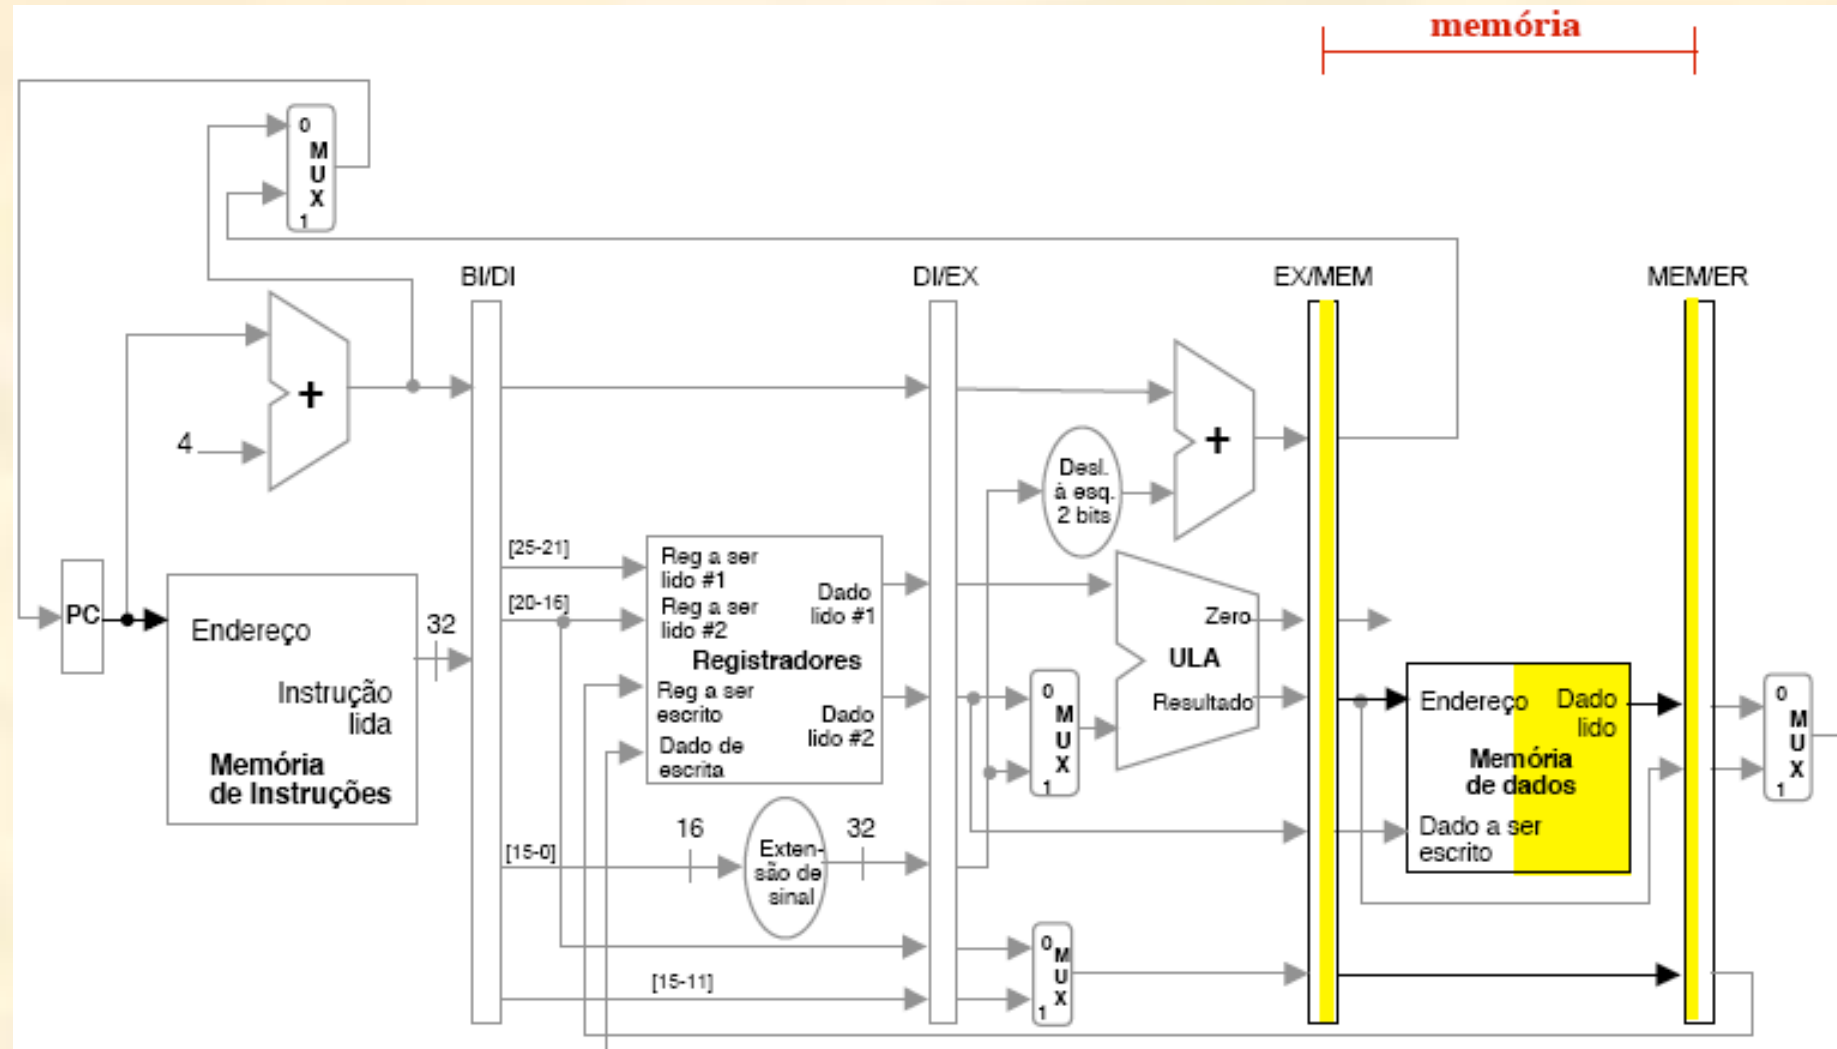 memória
0
M
U
X
1
BI/DI
DI/EX
EX/MEM
MEM/ER
+
4
+
Desl.
à esq.
2 bits
[25-21]
[20-16]
PC
Endereço
32
Instrução
lida
Memória
de Instruções
Reg a ser
lido #1
Dado
lido #1
Reg a ser
lido #2
Registradores
Reg a ser
escrito
Dado
lido #2
Dado de
escrita
Zero
ULA
Resultado
0
M
U
X
1
Endereço
Dado
lido
Memória
de dados
Dado a ser
escrito
0
M
U
X
1
[15-0]
16
Exten-
são de
sinal
32
[15-11]
0
M
U
X
1